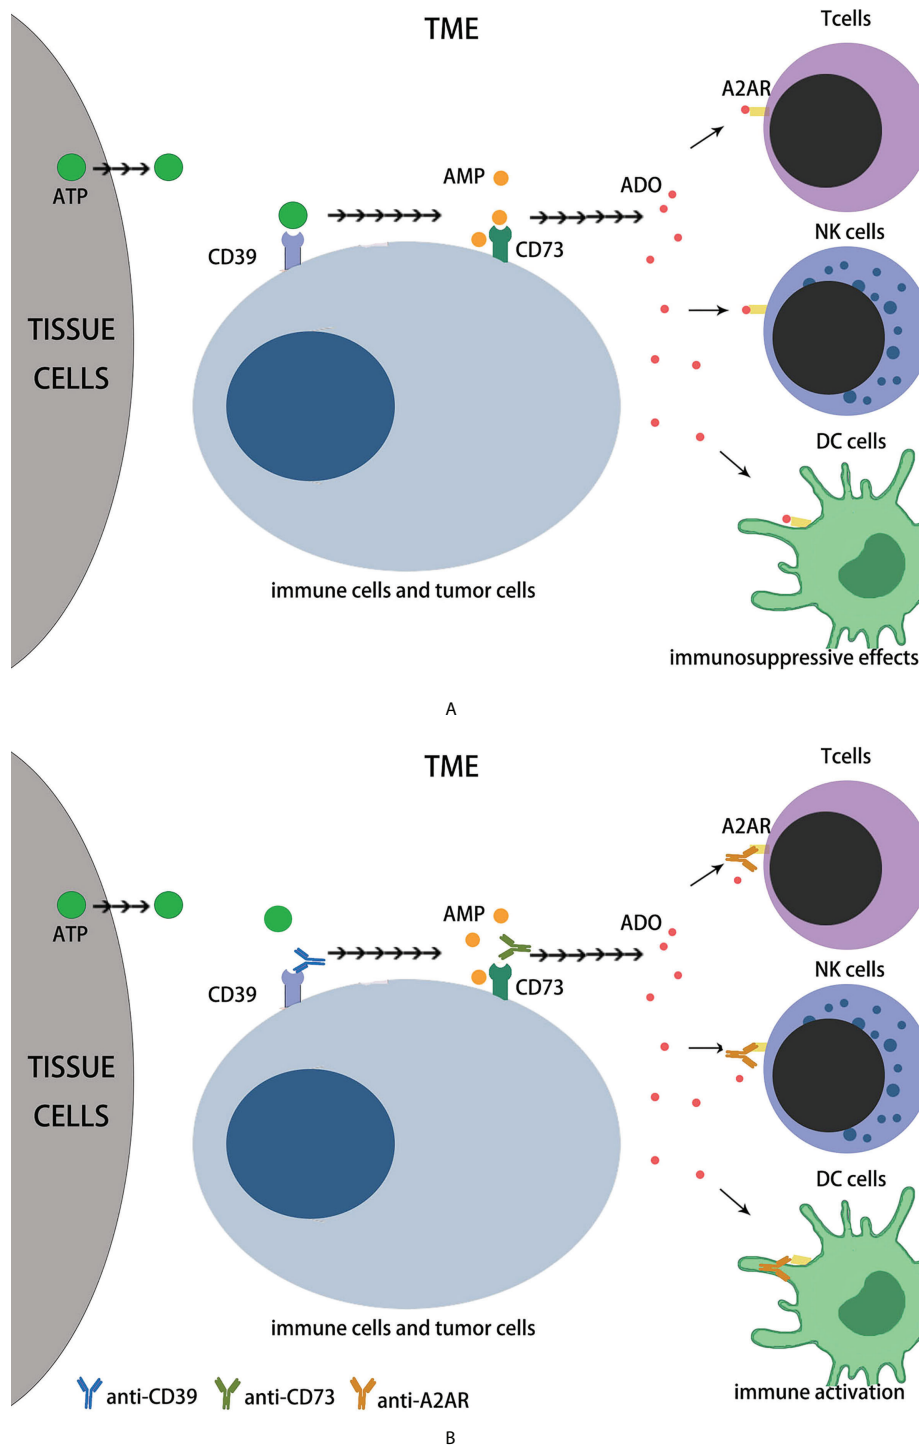 TME
Tcells
A2AR
ATP
AMP
ADO
CD39
CD73
NK cells
TISSUE
CELLS
DC cells
immune cells and tumor cells
immunosuppressive effects
A
TME
Tcells
A2AR
ATP
AMP
ADO
CD39
CD73
NK cells
TISSUE
CELLS
DC cells
immune cells and tumor cells
anti-CD39
anti-CD73
anti-A2AR
immune activation
B